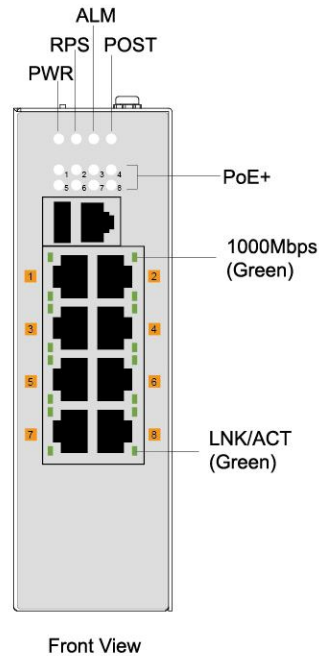 ALM
RPS POST
PWR
1 2 3 4
5 6 7 8
PoE+
1000Mbps
(Green)
1 2
3 4
5 6
7 8
LNK/ACT
(Green)
Front View